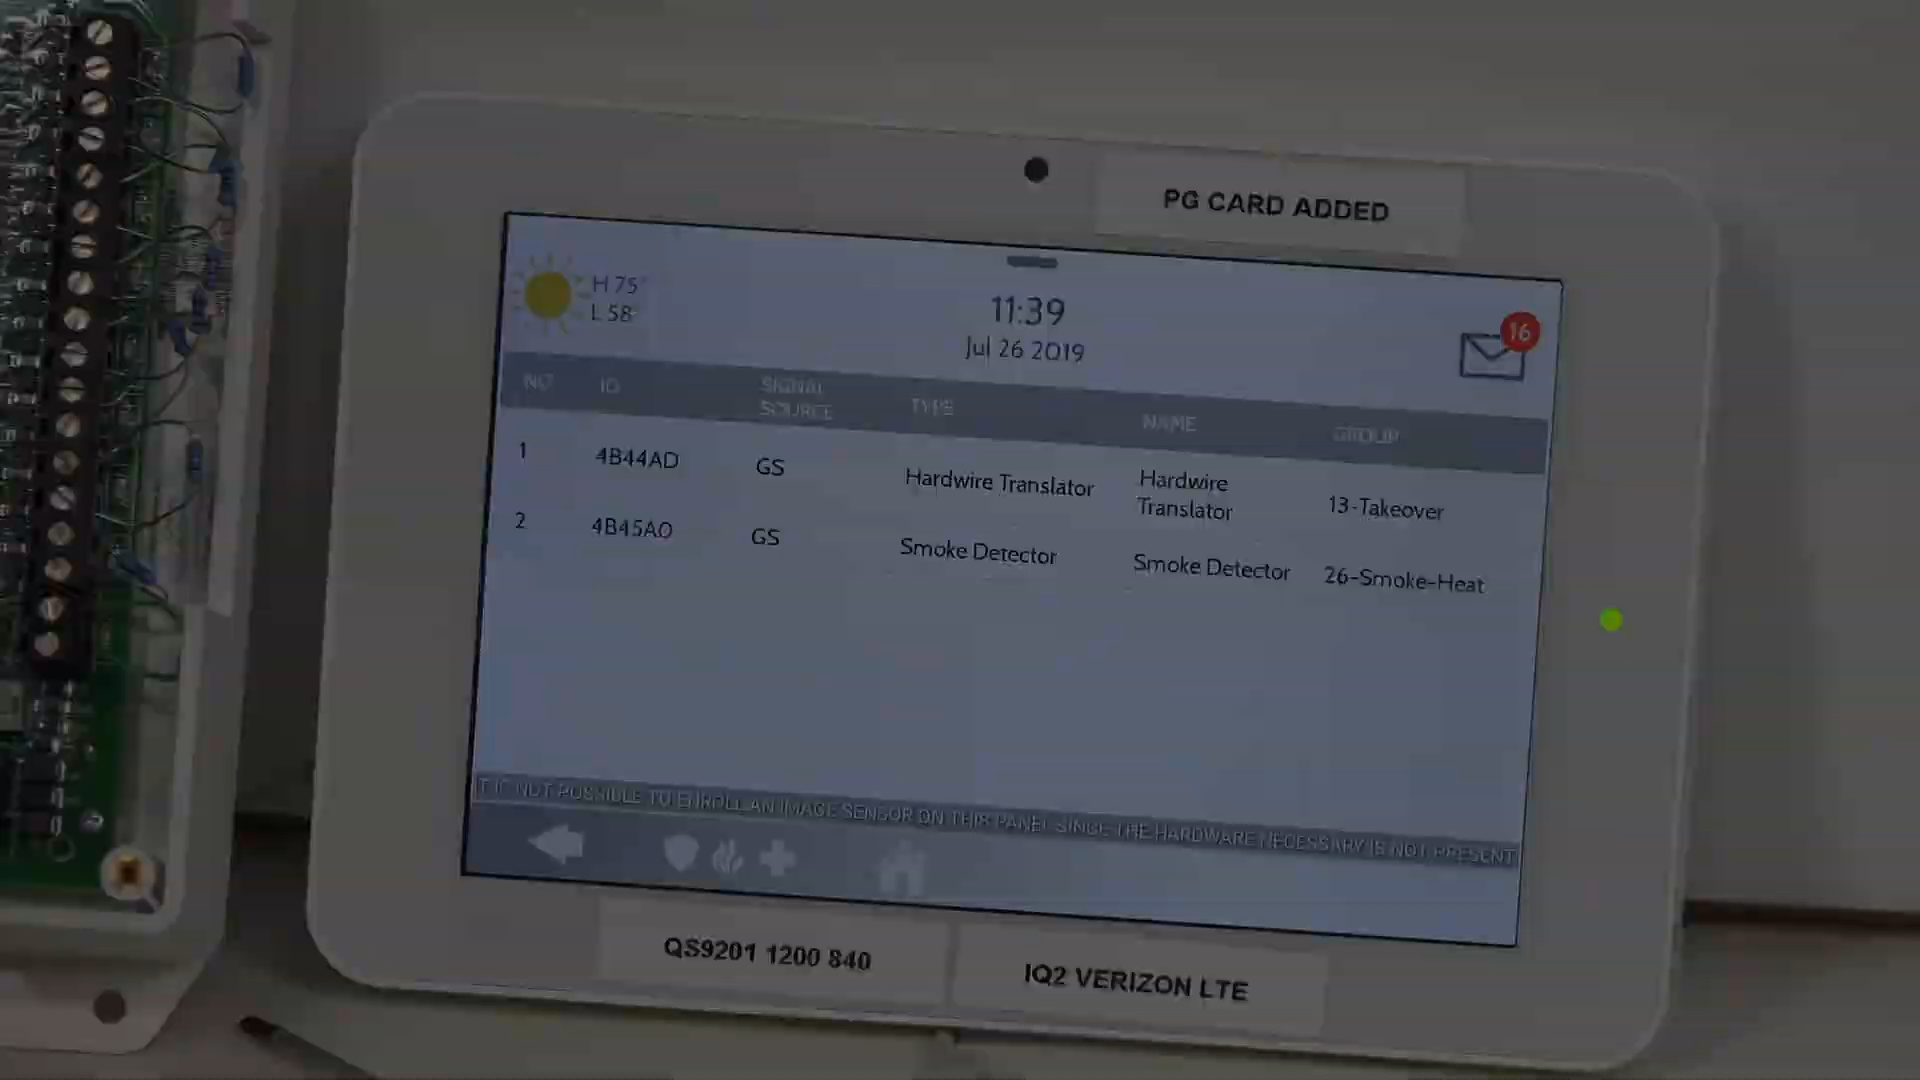 PG CARD ADDED
H 75°
L 58°
11:39
Jul 26 2019
16
NO ID SIGNAL SOURCE TYPE NAME GROUP
1 4B44AD GS Hardwire Translator Hardwire Translator 13-Takeover
2 4B45A0 GS Smoke Detector Smoke Detector 26-Smoke-Heat
IT IS NOT POSSIBLE TO ENROLL AN IMAGE SENSOR ON THIS PANEL SINCE THE HARDWARE NECESSARY IS NOT PRESENT
QS9201 1200 840
IQ2 VERIZON LTE